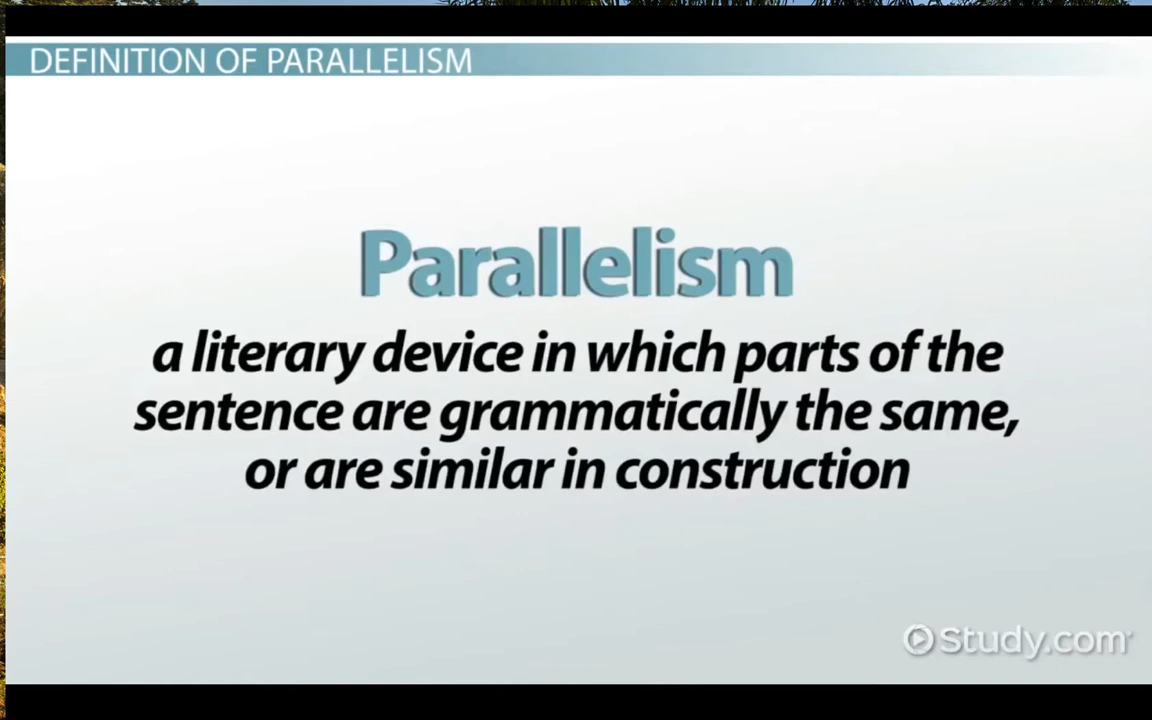 DEFINITION OF PARALLELISM
Parallelism
a literary device in which parts of the
sentence are grammatically the same,
or are similar in construction
Study.com